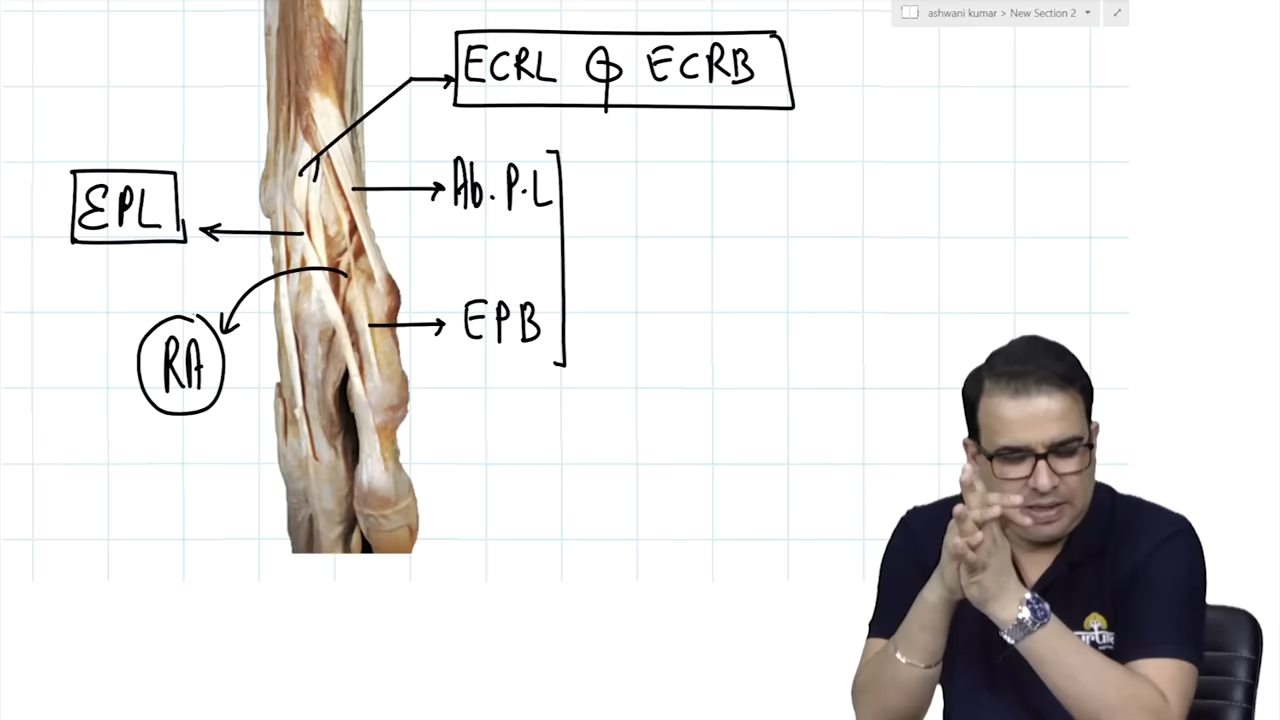 ashwani kumar > New Section 2
ECRL ECRB
Ab.P.L
EPL
EPB
RA